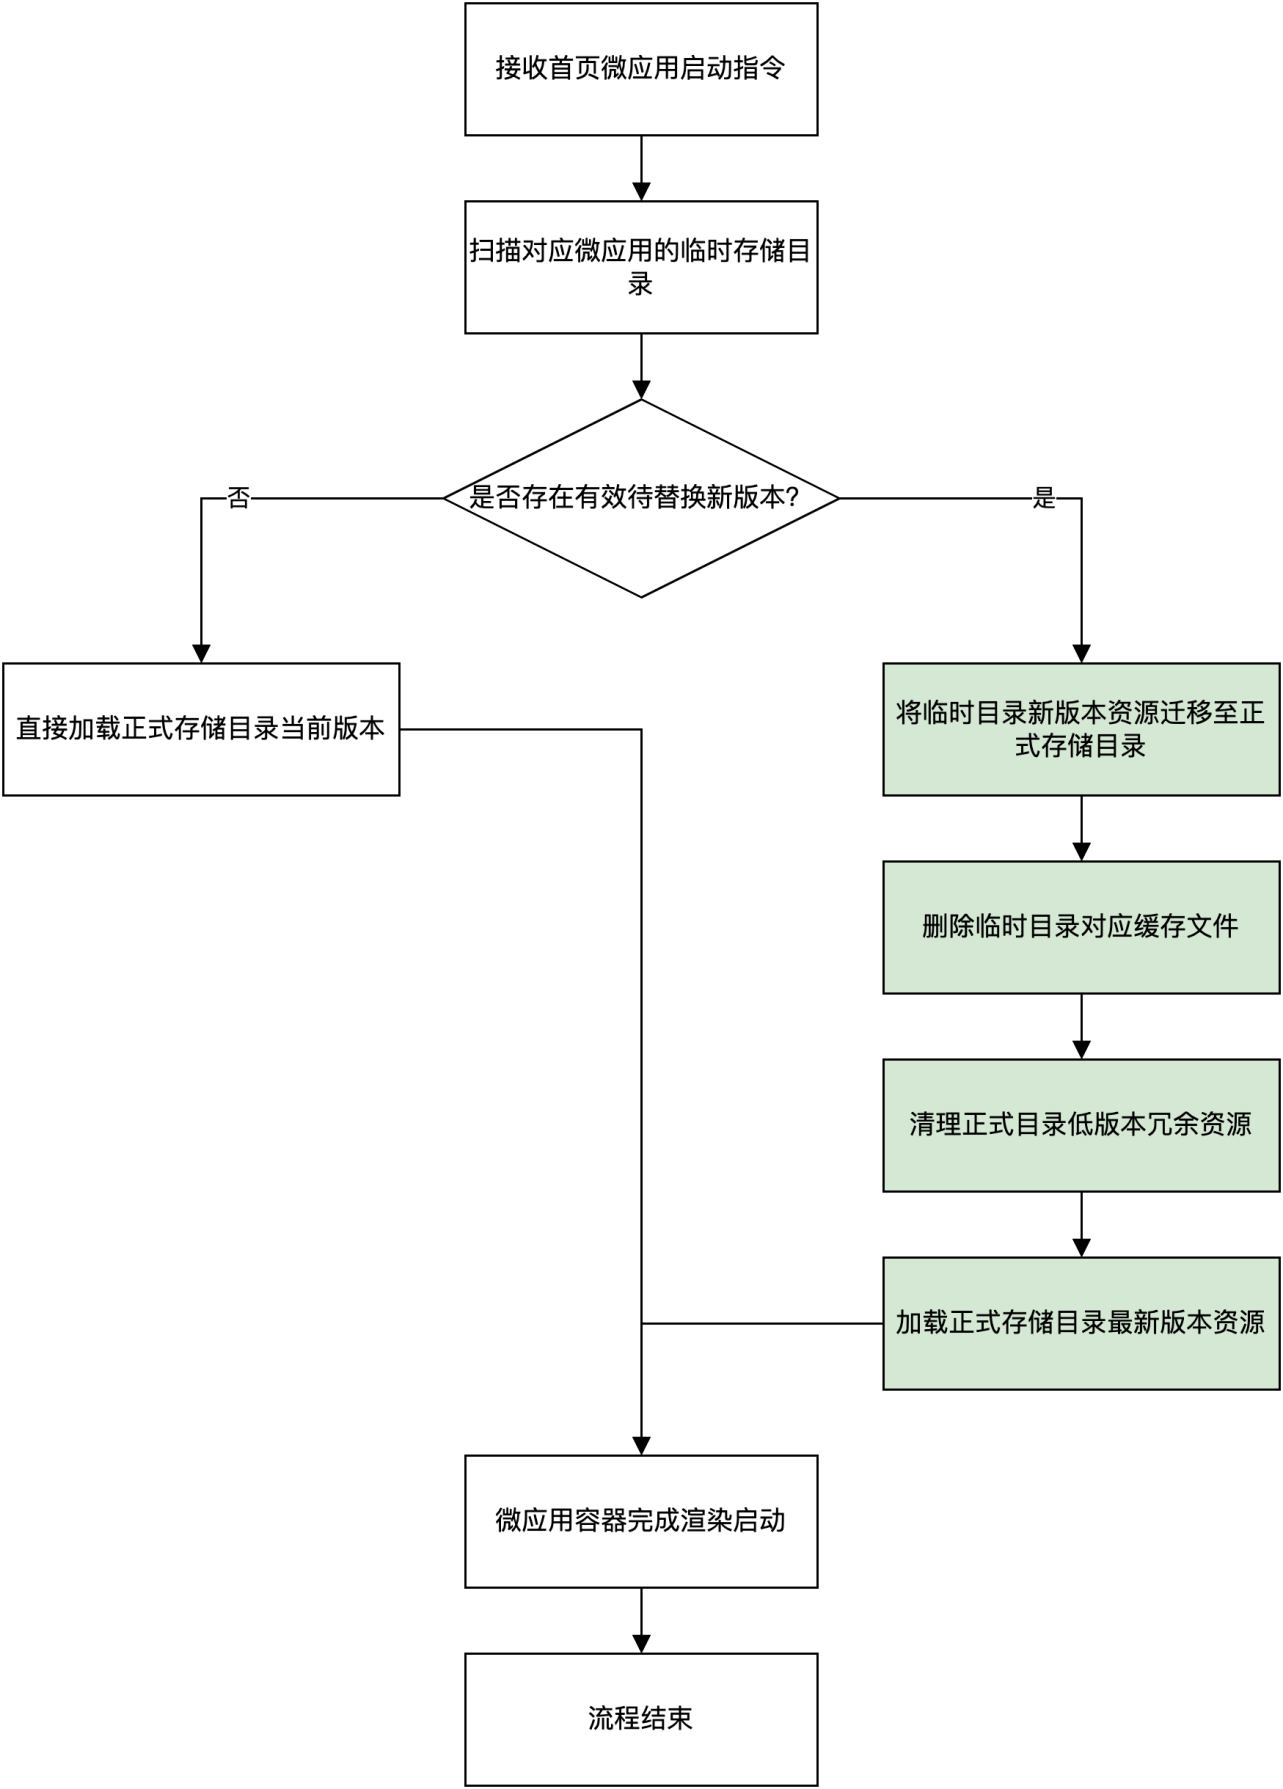 接收首页微应用启动指令
扫描对应微应用的临时存储目
录
是否存在有效待替换新版本?
否
是
直接加载正式存储目录当前版本
将临时目录新版本资源迁移至正
式存储目录
删除临时目录对应缓存文件
清理正式目录低版本冗余资源
加载正式存储目录最新版本资源
微应用容器完成渲染启动
流程结束